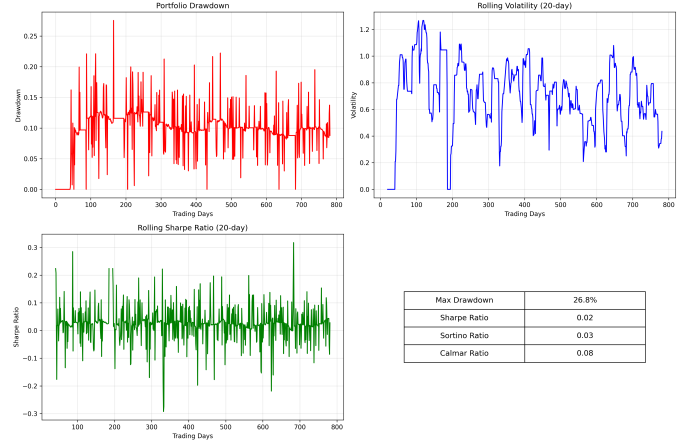 Portfolio Drawdown
0.25
0.20
0.15
0.10
0.05
0.00
Drawdown
0 100 200 300 400 500 600 700 800
Trading Days
Rolling Volatility (20-day)
1.2
1.0
0.8
0.6
0.4
0.2
0.0
Volatility
0 100 200 300 400 500 600 700 800
Trading Days
Rolling Sharpe Ratio (20-day)
0.3
0.2
0.1
0.0
−0.1
−0.2
−0.3
Sharpe Ratio
100 200 300 400 500 600 700 800
Trading Days
Max Drawdown 26.8%
Sharpe Ratio 0.02
Sortino Ratio 0.03
Calmar Ratio 0.08